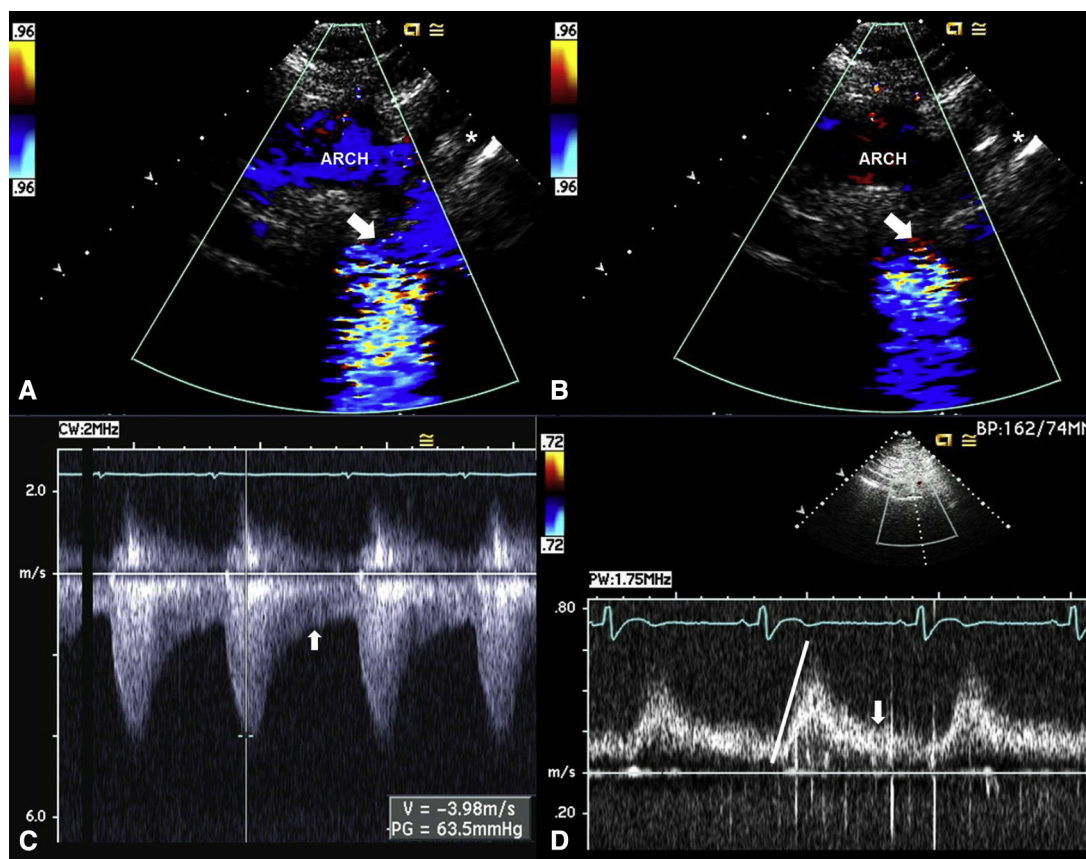 .96
.96
ARCH
*
A
.96
.96
ARCH
*
B
CW:2MHz
2.0
m/s
6.0
V = -3.98m/s
PG = 63.5mmHg
C
.72
.72
BP:162/74M
PW:1.75MHz
.80
m/s
.20
D